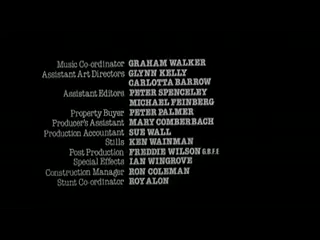 Music Co-ordinator GRAHAM WALKER
Assistant Art Directors GLYNN KELLY
CARLOTTA BARROW
Assistant Editors PETER SPENCELEY
MICHAEL FEINBERG
Property Buyer PETER PALMER
Producer's Assistant MARY COMBERBACH
Production Accountant SUE WALL
Stills KEN WAINMAN
Post Production FREDDIE WILSON G.B.F.E.
Special Effects IAN WINGROVE
Construction Manager RON COLEMAN
Stunt Co-ordinator ROY ALON